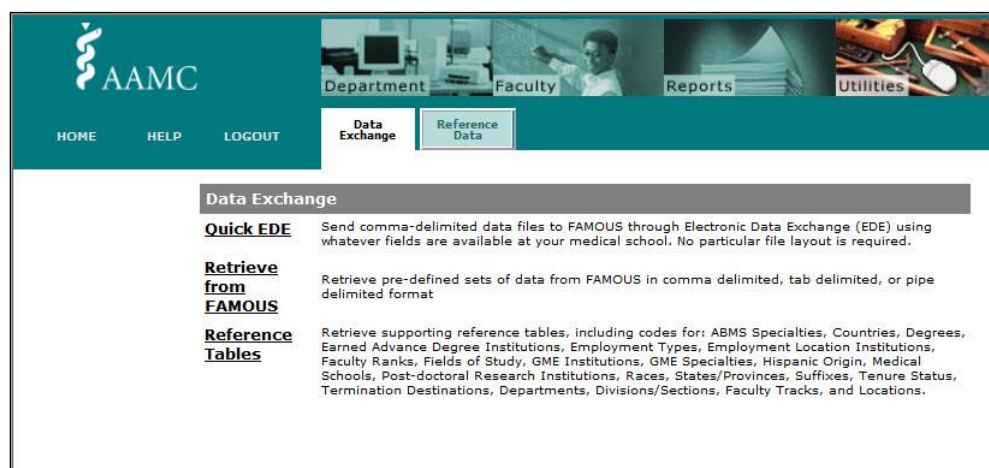 AAMC
Department
Faculty
Reports
Utilities
HOME
HELP
LOGOUT
Data
Exchange
Reference
Data
Data Exchange
Quick EDE
Send comma-delimited data files to FAMOUS through Electronic Data Exchange (EDE) using
whatever fields are available at your medical school. No particular file layout is required.
Retrieve
from
FAMOUS
Retrieve pre-defined sets of data from FAMOUS in comma delimited, tab delimited, or pipe
delimited format
Reference
Tables
Retrieve supporting reference tables, including codes for: ABMS Specialties, Countries, Degrees,
Earned Advance Degree Institutions, Employment Types, Employment Location Institutions,
Faculty Ranks, Fields of Study, GME Institutions, GME Specialties, Hispanic Origin, Medical
Schools, Post-doctoral Research Institutions, Races, States/Provinces, Suffixes, Tenure Status,
Termination Destinations, Departments, Divisions/Sections, Faculty Tracks, and Locations.